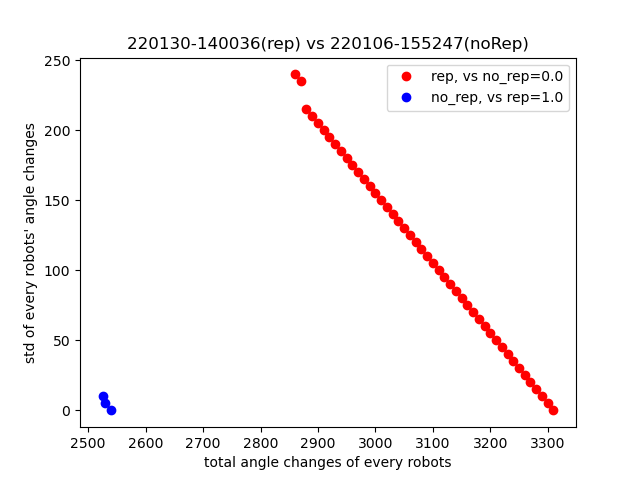 220130-140036(rep) vs 220106-155247(noRep)
250
200
150
100
50
0
std of every robots' angle changes
rep, vs no_rep=0.0
no_rep, vs rep=1.0
2500 2600 2700 2800 2900 3000 3100 3200 3300
total angle changes of every robots